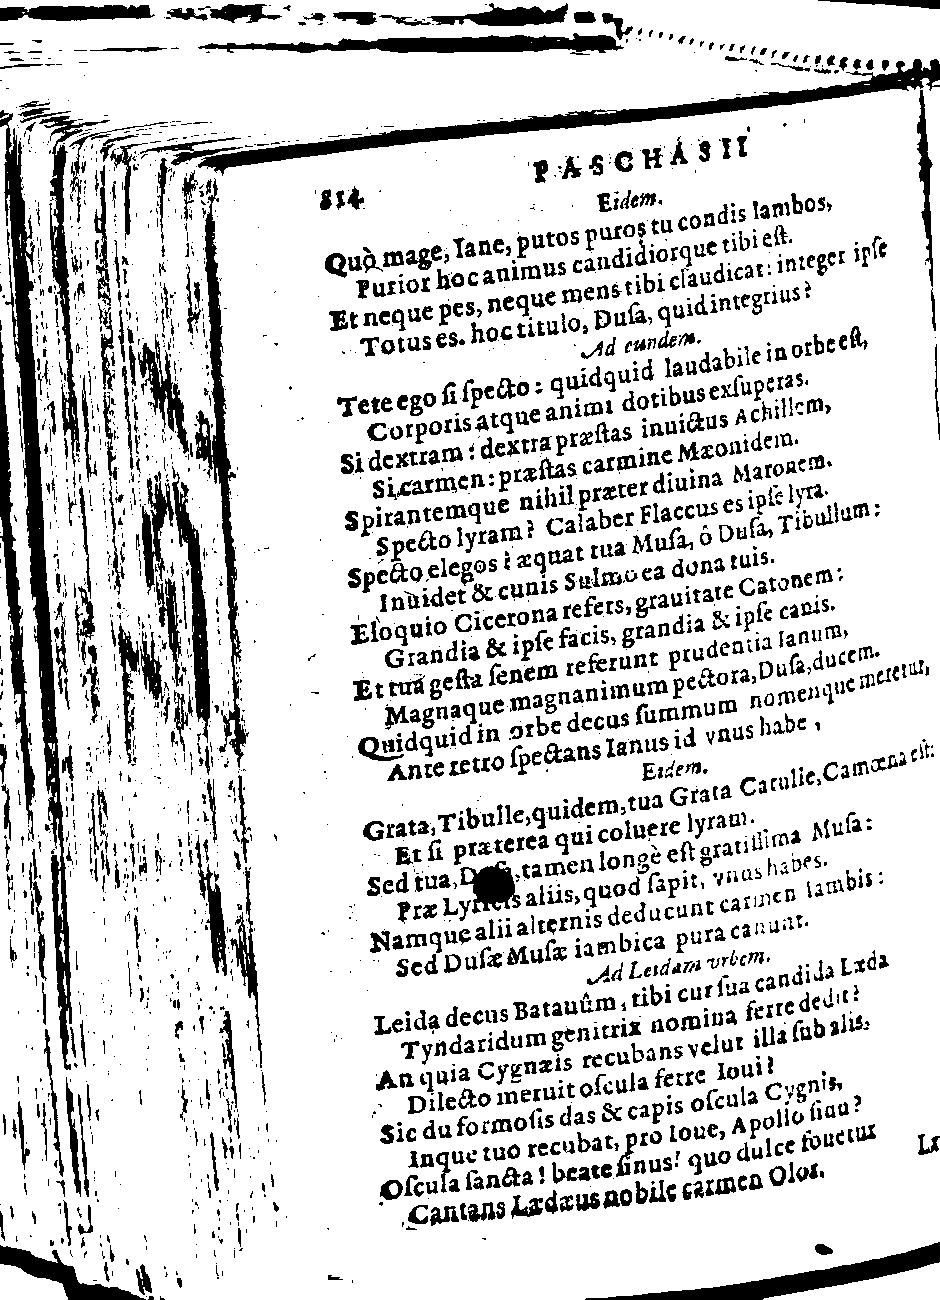 814 PASCHASII
Eidem.
Quò mage, Iane, putos puros tu condis Iambos,
Purior hoc animus candidiorque tibi est.
Et neque pes, neque mens tibi claudicat: integer ipse
Totus es. hoc titulo, Dusa, quid integrius?
Ad eundem.
Te te ego si specto: quidquid laudabile in orbe est,
Corporis atque animi dotibus exsuperas.
Si dextram: dextra præstas inuictus Achillem,
Si carmen: præstas carmine Mæonidem.
Spirantemque nihil præter diuina Maronem.
Specto lyram? Calaber Flaccus es ipse lyra.
Specto elegos? æquat tua Musa, ô Dusa, Tibullum:
Inuidet & cunis Sulmo ea dona tuis.
Eloquio Cicerona refers, grauitate Catonem:
Grandia & ipse facis, grandia & ipse canis.
Et tua gesta senem referunt prudentia Ianum,
Magnaque magnanimum pectora, Dusa, ducem.
Quidquid in orbe decus summum nomenque meretur,
Ante retro spectans Ianus id vnus habe,
Eidem.
Grata, Tibulle, quidem, tua Grata Catulle, Camœna est:
Et si præterea qui coluere lyram.
Sed tua, Dusa, tamen longè est gratissima Musa:
Præ Lyricis aliis, quod sapit, vnus habes.
Namque alii alternis deducunt carmen iambis:
Sed Dusæ Musæ iambica pura canunt.
Ad Leidam vrbem.
Leida decus Batauûm, tibi cur sua candida Læda
Tyndaridum genitrix nomina ferre dedit?
An quia Cygnæis recubans velut illa sub alis,
Dilecto meruit oscula ferre Ioui?
Sic du formosis das & capis oscula Cygnis,
Inque tuo recubat, pro Ioue, Apollo sinu?
Oscula sancta! beate sinus! quo dulce fouetur
Cantans Lædæus nobile carmen Olor.